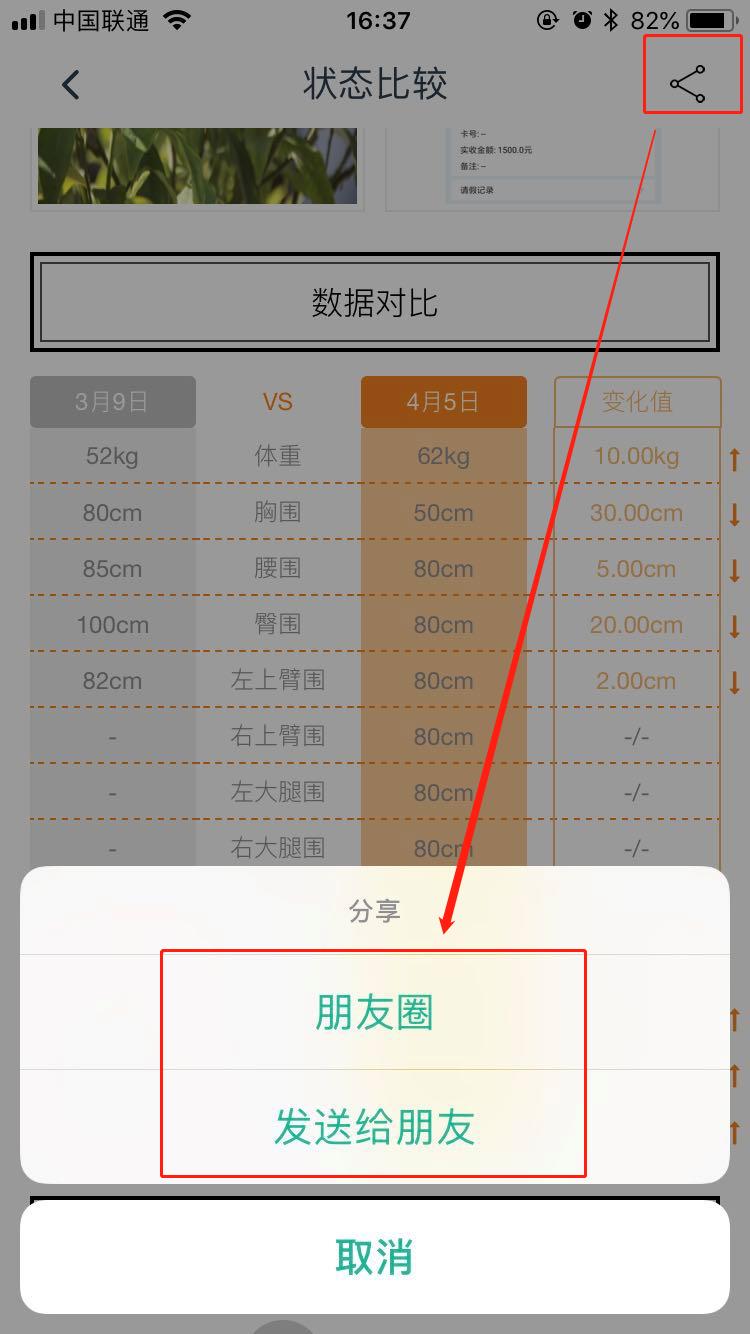 中国联通 16:37 82%
状态比较
卡号: --
实收金额: 1500.0元
备注: --
请假记录
数据对比
3月9日 VS 4月5日 变化值
52kg 体重 62kg 10.00kg ↑
80cm 胸围 50cm 30.00cm ↓
85cm 腰围 80cm 5.00cm ↓
100cm 臀围 80cm 20.00cm ↓
82cm 左上臂围 80cm 2.00cm ↓
- 右上臂围 80cm -/-
- 左大腿围 80cm -/-
- 右大腿围 80cm -/-
分享
朋友圈
发送给朋友
取消